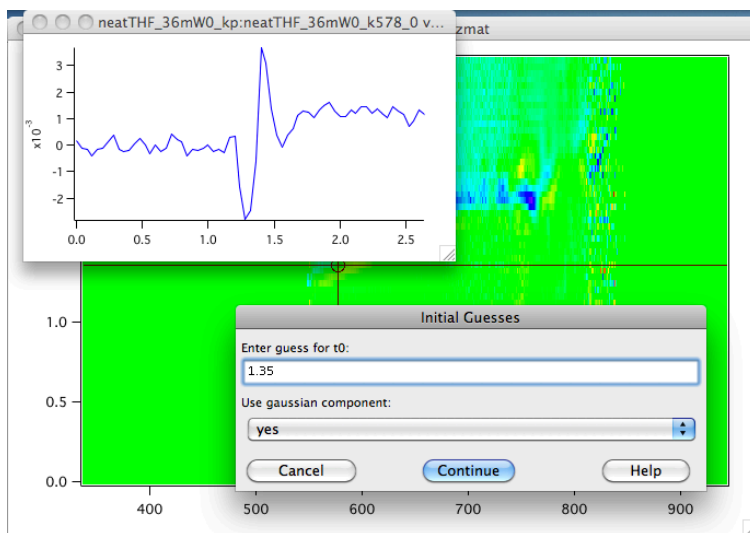 neatTHF_36mW0_kp:neatTHF_36mW0_k578_0 v...
zmat
3
2
1
0
-1
-2
x10⁻³
0.0 0.5 1.0 1.5 2.0 2.5
1.0
0.5
0.0
400 500 600 700 800 900
Initial Guesses
Enter guess for t0:
1.35
Use gaussian component:
yes
Cancel Continue Help